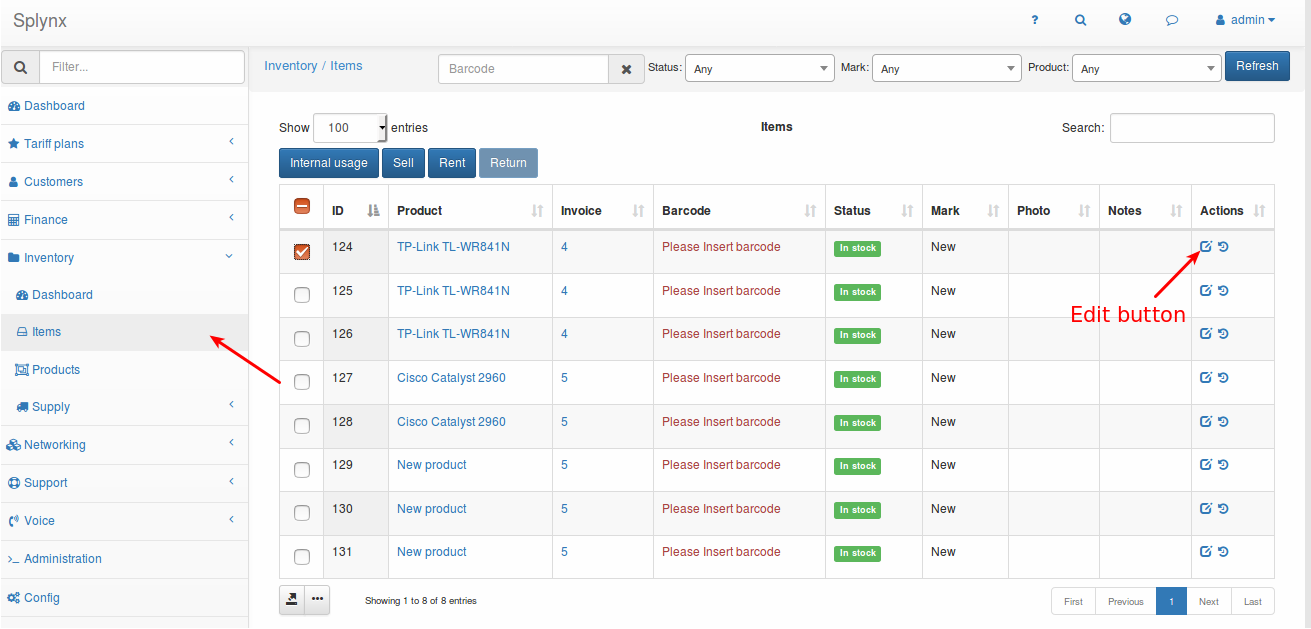 Splynx
? admin
Filter...
Inventory / Items
Barcode
Status: Any
Mark: Any
Product: Any
Refresh
Dashboard
Tariff plans
Customers
Finance
Inventory
Dashboard
Items
Products
Supply
Networking
Support
Voice
Administration
Config
Show 100 entries
Items
Search:
Internal usage Sell Rent Return
ID Product Invoice Barcode Status Mark Photo Notes Actions
124 TP-Link TL-WR841N 4 Please Insert barcode In stock New
125 TP-Link TL-WR841N 4 Please Insert barcode In stock New
Edit button
126 TP-Link TL-WR841N 4 Please Insert barcode In stock New
127 Cisco Catalyst 2960 5 Please Insert barcode In stock New
128 Cisco Catalyst 2960 5 Please Insert barcode In stock New
129 New product 5 Please Insert barcode In stock New
130 New product 5 Please Insert barcode In stock New
131 New product 5 Please Insert barcode In stock New
Showing 1 to 8 of 8 entries
First Previous 1 Next Last